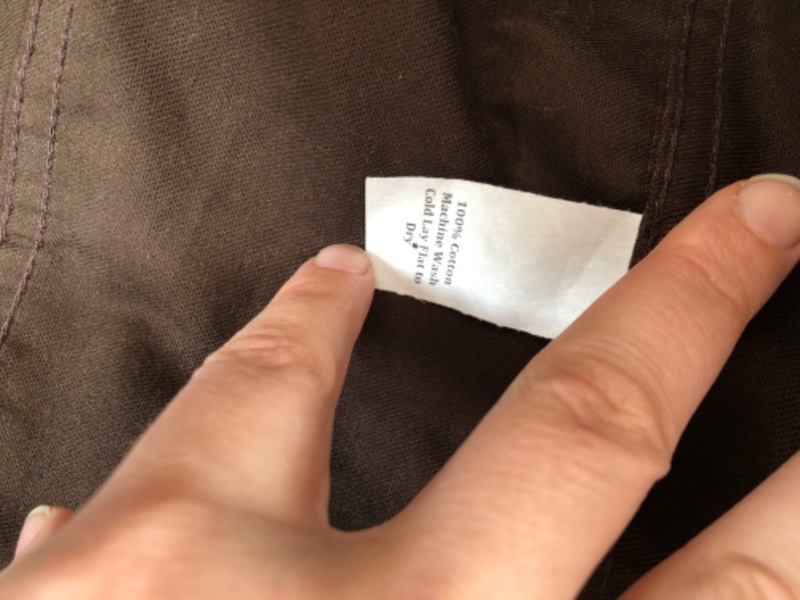 100% Cotton
Machine Wash
Cold Lay Flat to
Dry